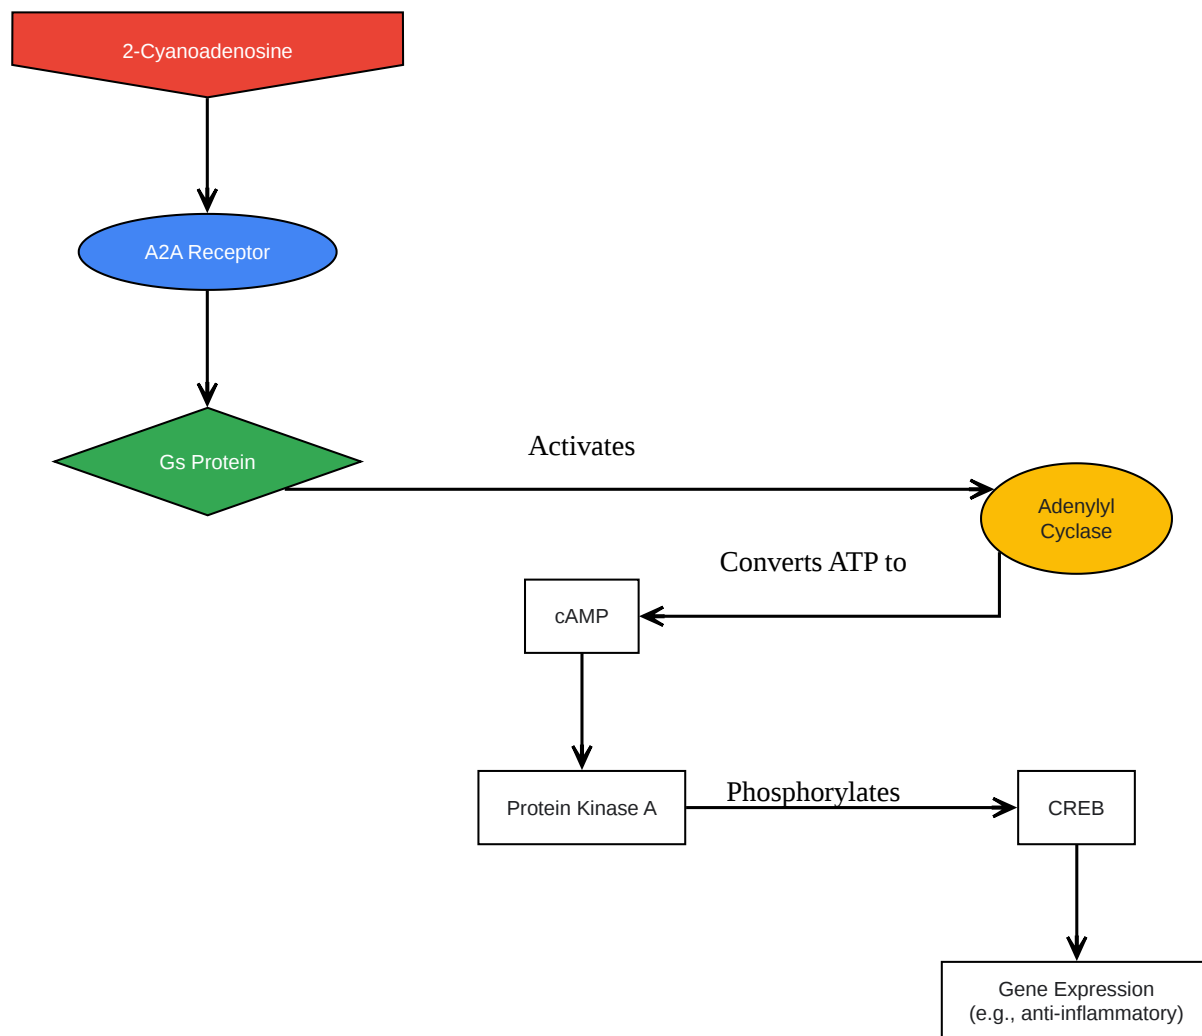 2-Cyanoadenosine
A2A Receptor
Gs Protein
Activates
Adenylyl
Cyclase
Converts ATP to
cAMP
Protein Kinase A
Phosphorylates
CREB
Gene Expression
(e.g., anti-inflammatory)